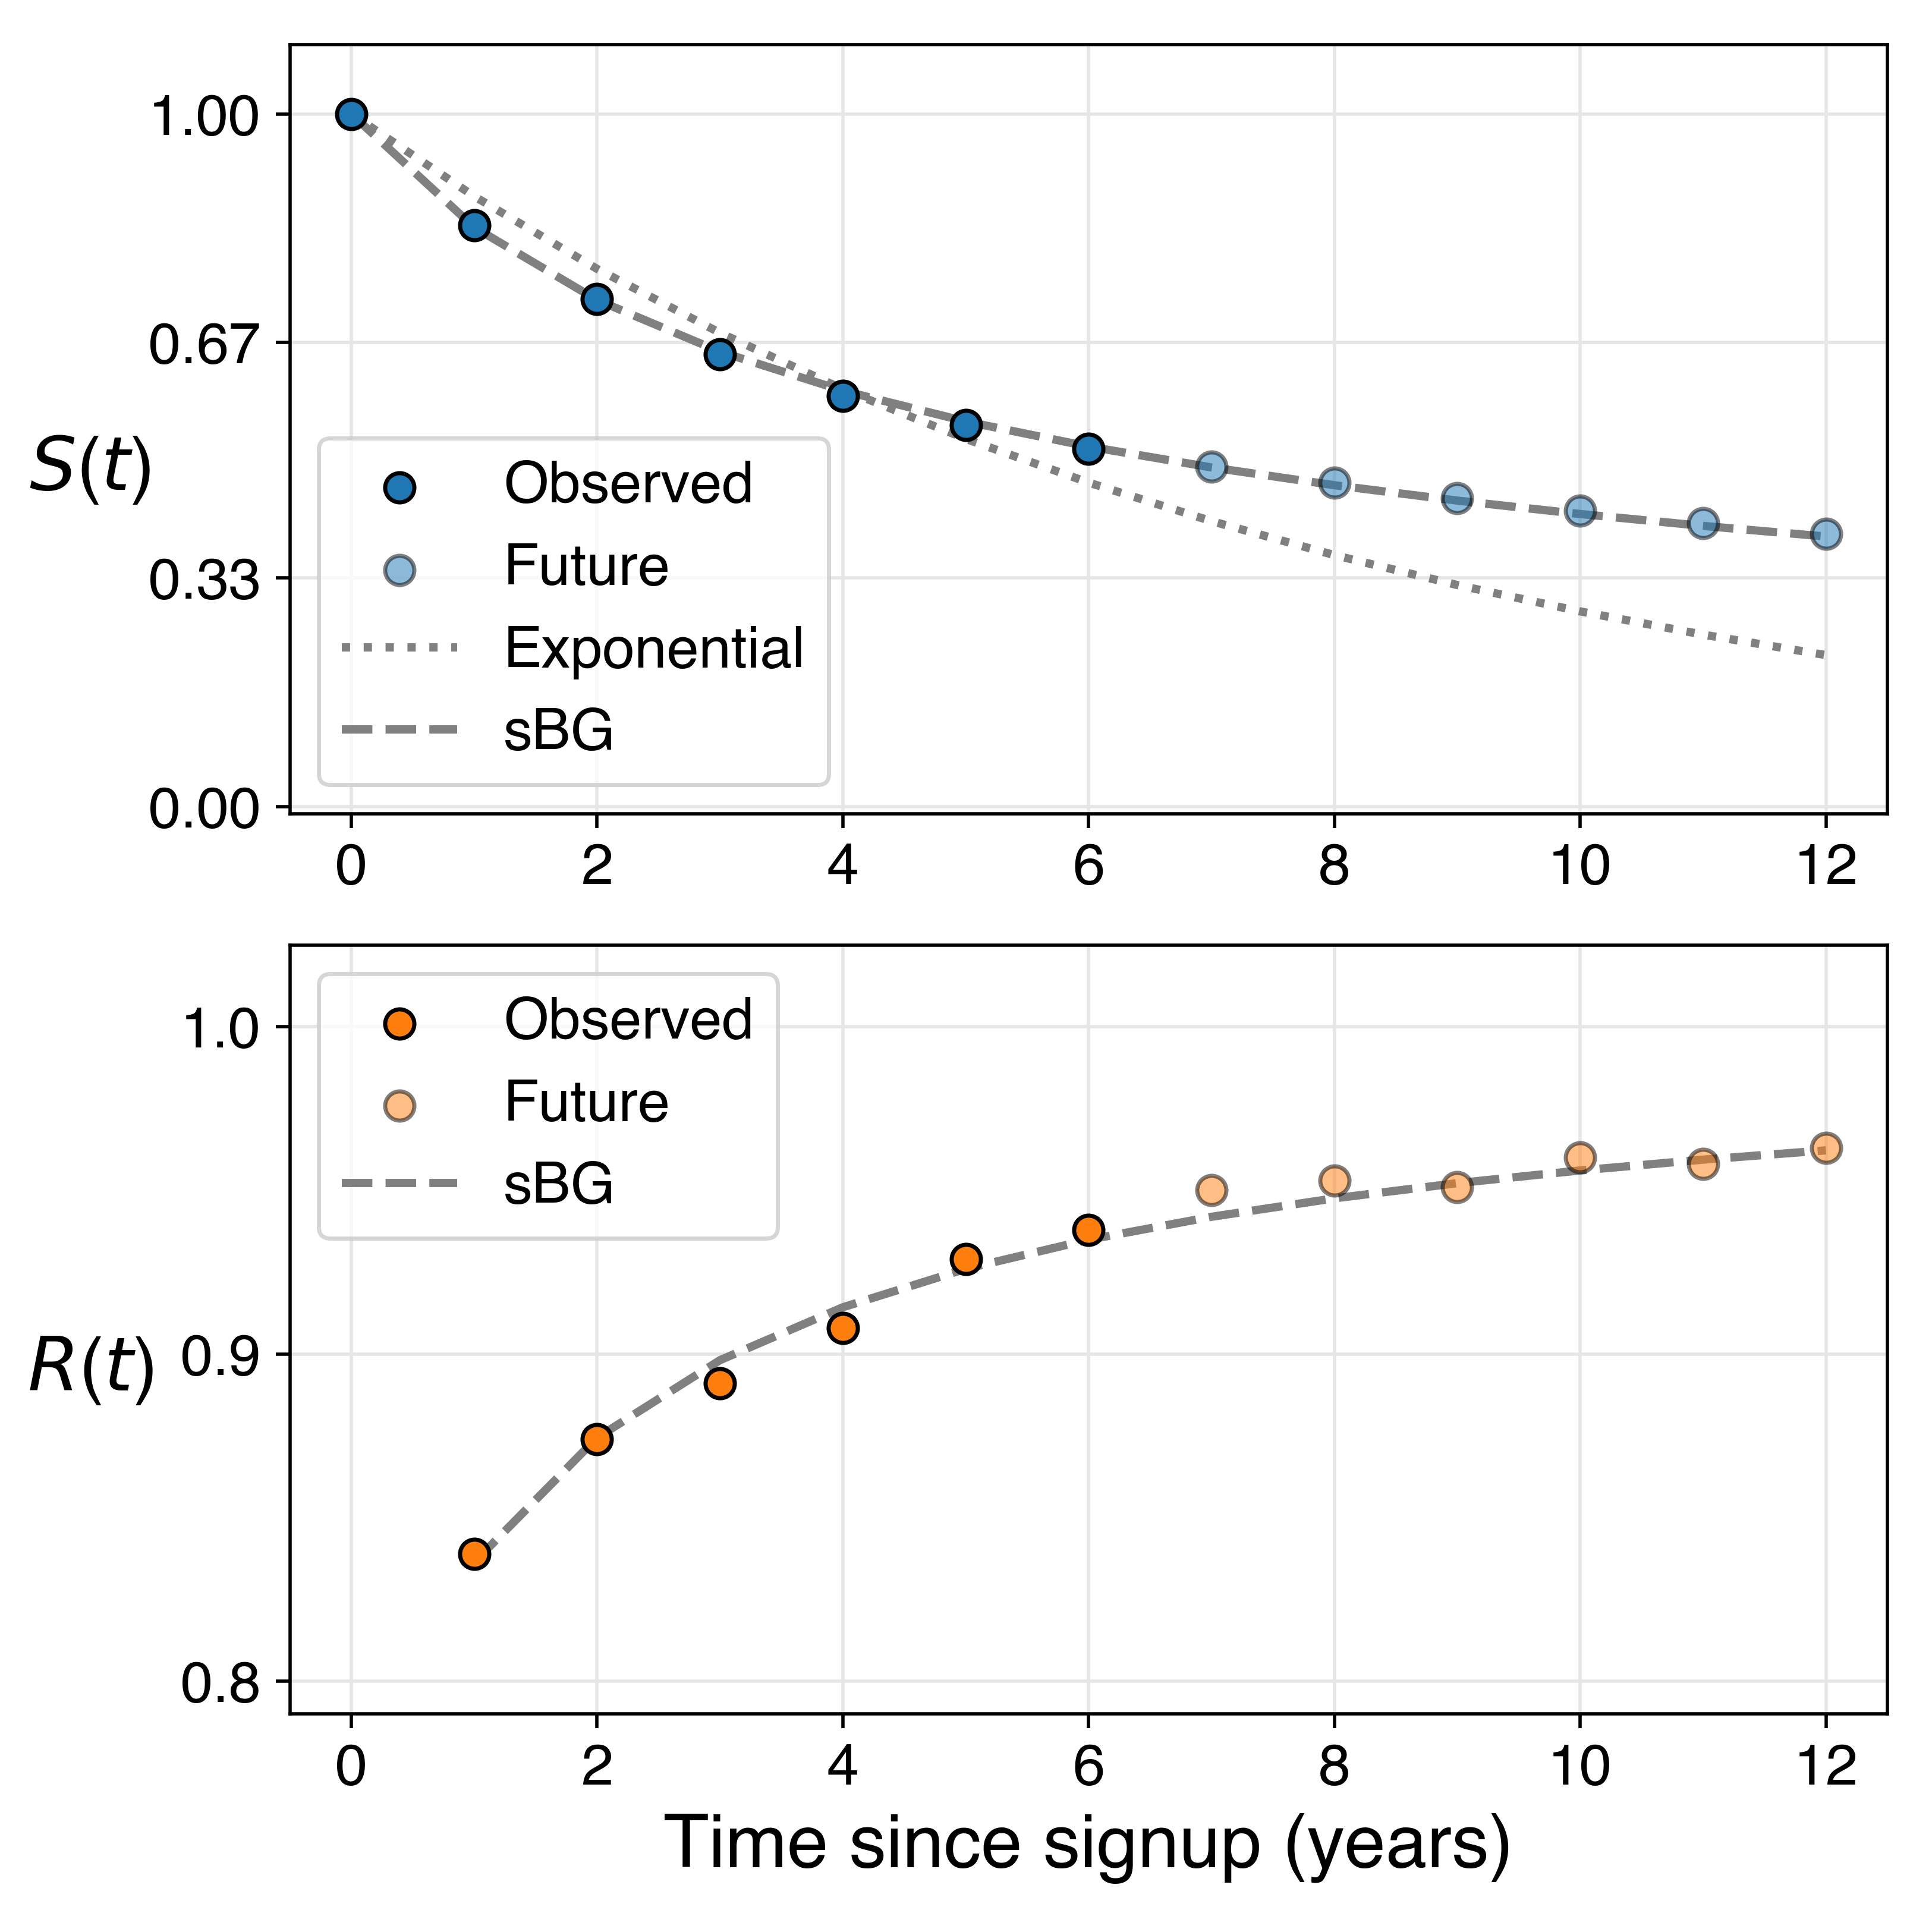 1.00
0.67
S(t)
0.33
0.00
Observed
Future
Exponential
sBG
0 2 4 6 8 10 12
1.0
0.9
R(t)
0.8
Observed
Future
sBG
0 2 4 6 8 10 12
Time since signup (years)